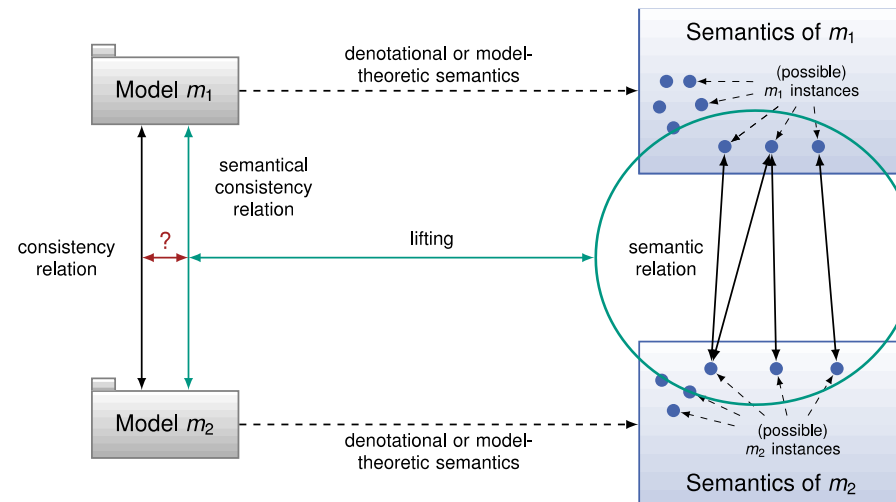 Semantics of m1
denotational or model-
theoretic semantics
(possible)
m1 instances
Model m1
semantical
consistency
relation
?
consistency
relation
lifting
semantic
relation
Model m2
denotational or model-
theoretic semantics
(possible)
m2 instances
Semantics of m2